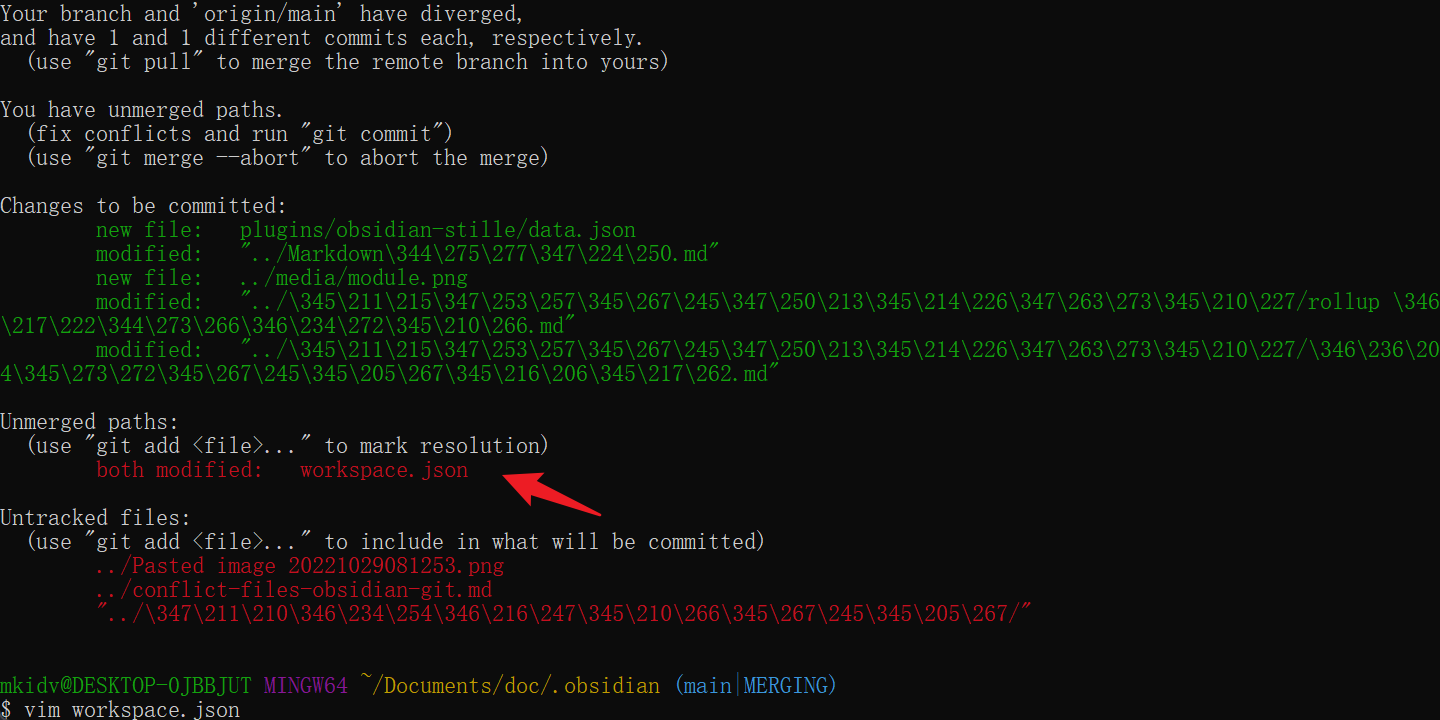 Your branch and 'origin/main' have diverged,
and have 1 and 1 different commits each, respectively.
  (use "git pull" to merge the remote branch into yours)
You have unmerged paths.
  (fix conflicts and run "git commit")
  (use "git merge --abort" to abort the merge)
Changes to be committed:
        new file:   plugins/obsidian-stille/data.json
        modified:   "../Markdown\344\275\277\347\224\250.md"
        new file:   ../media/module.png
        modified:   "../\345\211\215\347\253\257\345\267\245\347\250\213\345\214\226\347\263\273\345\210\227/rollup \346
\217\222\344\273\266\346\234\272\345\210\266.md"
        modified:   "../\345\211\215\347\253\257\345\267\245\347\250\213\345\214\226\347\263\273\345\210\227/\346\236\20
4\345\273\272\345\267\245\345\205\267\345\216\206\345\217\262.md"
Unmerged paths:
  (use "git add <file>..." to mark resolution)
        both modified:   workspace.json
Untracked files:
  (use "git add <file>..." to include in what will be committed)
        ../Pasted image 20221029081253.png
        ../conflict-files-obsidian-git.md
        "../\347\211\210\346\234\254\346\216\247\345\210\266\345\267\245\345\205\267/"
mkidv@DESKTOP-0JBBJUT MINGW64 ~/Documents/doc/.obsidian (main|MERGING)
$ vim workspace.json